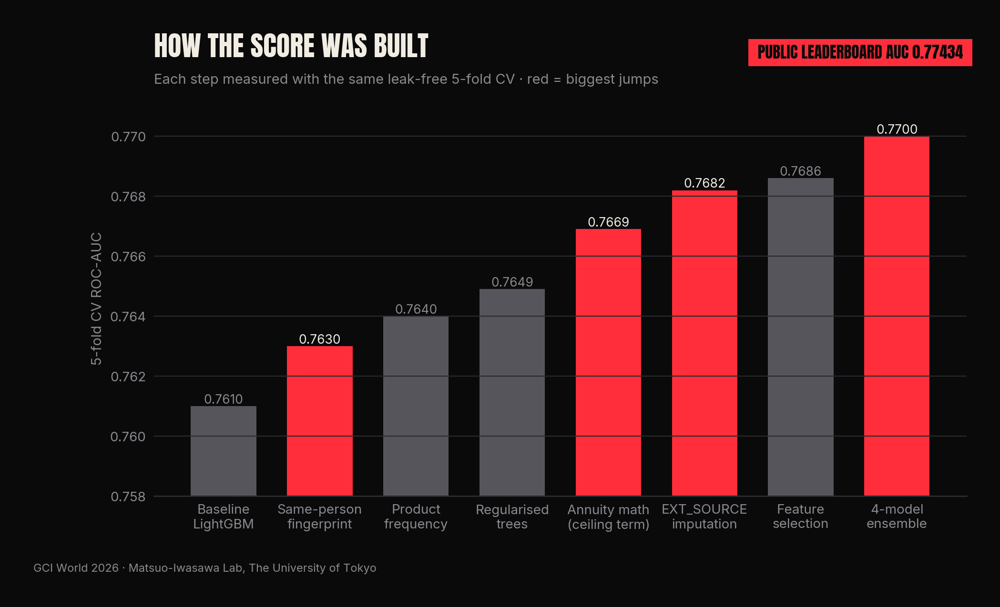 HOW THE SCORE WAS BUILT
PUBLIC LEADERBOARD AUC 0.77434
Each step measured with the same leak-free 5-fold CV · red = biggest jumps
5-fold CV ROC-AUC
0.770
0.768
0.766
0.764
0.762
0.760
0.758
0.7610
0.7630
0.7640
0.7649
0.7669
0.7682
0.7686
0.7700
Baseline
LightGBM
Same-person
fingerprint
Product
frequency
Regularised
trees
Annuity math
(ceiling term)
EXT_SOURCE
imputation
Feature
selection
4-model
ensemble
GCI World 2026 · Matsuo-Iwasawa Lab, The University of Tokyo